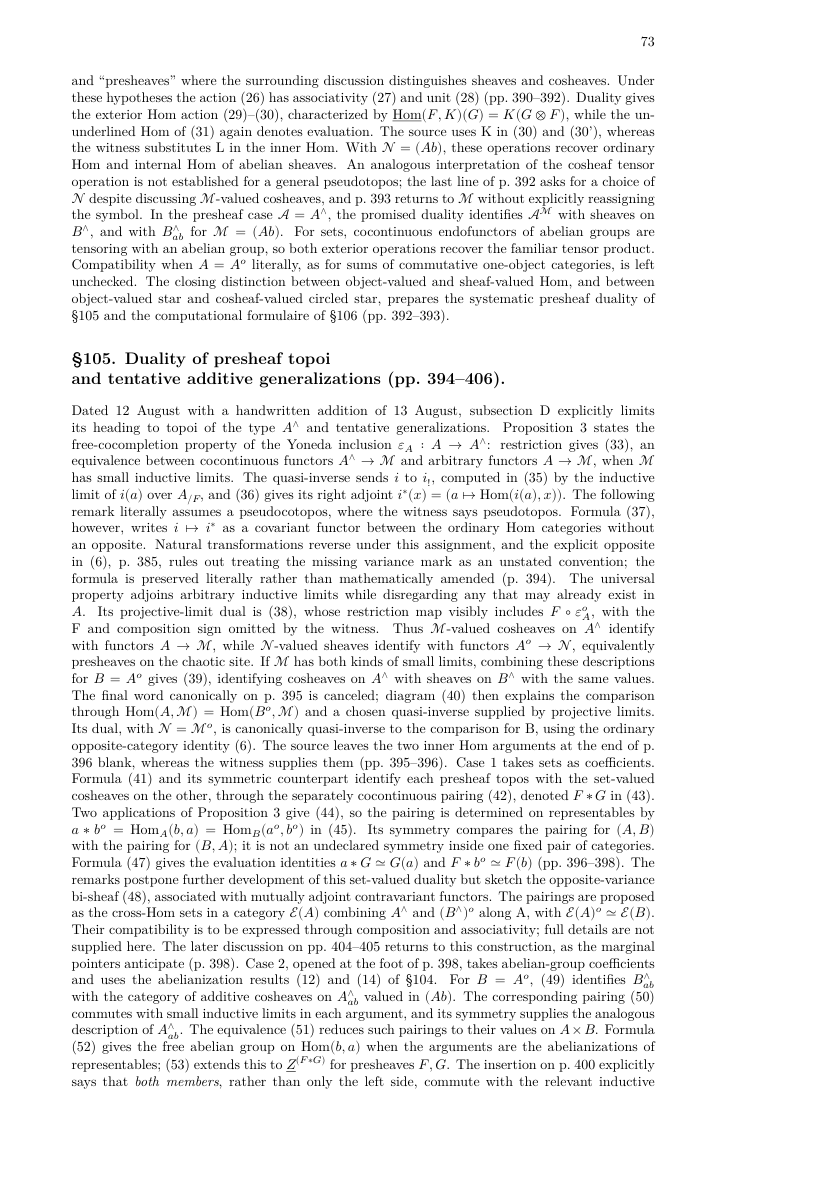 73
and “presheaves” where the surrounding discussion distinguishes sheaves and cosheaves. Under
these hypotheses the action (26) has associativity (27) and unit (28) (pp. 390–392). Duality gives
the exterior Hom action (29)–(30), characterized by Hom(F, K)(G) = K(G ⊗ F), while the un-
underlined Hom of (31) again denotes evaluation. The source uses K in (30) and (30’), whereas
the witness substitutes L in the inner Hom. With 𝒩 = (Ab), these operations recover ordinary
Hom and internal Hom of abelian sheaves. An analogous interpretation of the cosheaf tensor
operation is not established for a general pseudotopos; the last line of p. 392 asks for a choice of
𝒩 despite discussing ℳ-valued cosheaves, and p. 393 returns to ℳ without explicitly reassigning
the symbol. In the presheaf case 𝒜 = A^∧, the promised duality identifies 𝒜^ℳ with sheaves on
B^∧, and with B^∧_ab for ℳ = (Ab). For sets, cocontinuous endofunctors of abelian groups are
tensoring with an abelian group, so both exterior operations recover the familiar tensor product.
Compatibility when A = A^o literally, as for sums of commutative one-object categories, is left
unchecked. The closing distinction between object-valued and sheaf-valued Hom, and between
object-valued star and cosheaf-valued circled star, prepares the systematic presheaf duality of
§105 and the computational formulaire of §106 (pp. 392–393).
§105. Duality of presheaf topoi
and tentative additive generalizations (pp. 394–406).
Dated 12 August with a handwritten addition of 13 August, subsection D explicitly limits
its heading to topoi of the type A^∧ and tentative generalizations. Proposition 3 states the
free-cocompletion property of the Yoneda inclusion ε_A : A → A^∧: restriction gives (33), an
equivalence between cocontinuous functors A^∧ → ℳ and arbitrary functors A → ℳ, when ℳ
has small inductive limits. The quasi-inverse sends i to i_!, computed in (35) by the inductive
limit of i(a) over A_/F, and (36) gives its right adjoint i^*(x) = (a ↦ Hom(i(a), x)). The following
remark literally assumes a pseudocotopos, where the witness says pseudotopos. Formula (37),
however, writes i ↦ i^* as a covariant functor between the ordinary Hom categories without
an opposite. Natural transformations reverse under this assignment, and the explicit opposite
in (6), p. 385, rules out treating the missing variance mark as an unstated convention; the
formula is preserved literally rather than mathematically amended (p. 394). The universal
property adjoins arbitrary inductive limits while disregarding any that may already exist in
A. Its projective-limit dual is (38), whose restriction map visibly includes F ∘ ε^o_A, with the
F and composition sign omitted by the witness. Thus ℳ-valued cosheaves on A^∧ identify
with functors A → ℳ, while 𝒩-valued sheaves identify with functors A^o → 𝒩, equivalently
presheaves on the chaotic site. If ℳ has both kinds of small limits, combining these descriptions
for B = A^o gives (39), identifying cosheaves on A^∧ with sheaves on B^∧ with the same values.
The final word canonically on p. 395 is canceled; diagram (40) then explains the comparison
through Hom(A, ℳ) = Hom(B^o, ℳ) and a chosen quasi-inverse supplied by projective limits.
Its dual, with 𝒩 = ℳ^o, is canonically quasi-inverse to the comparison for B, using the ordinary
opposite-category identity (6). The source leaves the two inner Hom arguments at the end of p.
396 blank, whereas the witness supplies them (pp. 395–396). Case 1 takes sets as coefficients.
Formula (41) and its symmetric counterpart identify each presheaf topos with the set-valued
cosheaves on the other, through the separately cocontinuous pairing (42), denoted F ∗ G in (43).
Two applications of Proposition 3 give (44), so the pairing is determined on representables by
a ∗ b^o = Hom_A(b, a) = Hom_B(a^o, b^o) in (45). Its symmetry compares the pairing for (A, B)
with the pairing for (B, A); it is not an undeclared symmetry inside one fixed pair of categories.
Formula (47) gives the evaluation identities a ∗ G ≃ G(a) and F ∗ b^o ≃ F(b) (pp. 396–398). The
remarks postpone further development of this set-valued duality but sketch the opposite-variance
bi-sheaf (48), associated with mutually adjoint contravariant functors. The pairings are proposed
as the cross-Hom sets in a category ℰ(A) combining A^∧ and (B^∧)^o along A, with ℰ(A)^o ≃ ℰ(B).
Their compatibility is to be expressed through composition and associativity; full details are not
supplied here. The later discussion on pp. 404–405 returns to this construction, as the marginal
pointers anticipate (p. 398). Case 2, opened at the foot of p. 398, takes abelian-group coefficients
and uses the abelianization results (12) and (14) of §104. For B = A^o, (49) identifies B^∧_ab
with the category of additive cosheaves on A^∧_ab valued in (Ab). The corresponding pairing (50)
commutes with small inductive limits in each argument, and its symmetry supplies the analogous
description of A^∧_ab. The equivalence (51) reduces such pairings to their values on A × B. Formula
(52) gives the free abelian group on Hom(b, a) when the arguments are the abelianizations of
representables; (53) extends this to Z^(F∗G) for presheaves F, G. The insertion on p. 400 explicitly
says that both members, rather than only the left side, commute with the relevant inductive